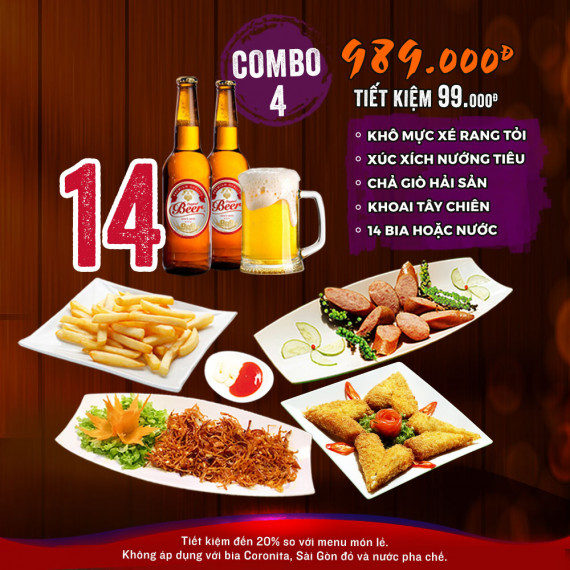 COMBO
4
989.000Đ
TIẾT KIỆM 99.000Đ
KHÔ MỰC XÉ RANG TỎI
XÚC XÍCH NƯỚNG TIÊU
CHẢ GIÒ HẢI SẢN
KHOAI TÂY CHIÊN
14 BIA HOẶC NƯỚC
14
Beer
Beer
Tiết kiệm đến 20% so với menu món lẻ.
Không áp dụng với bia Coronita, Sài Gòn đỏ và nước pha chế.